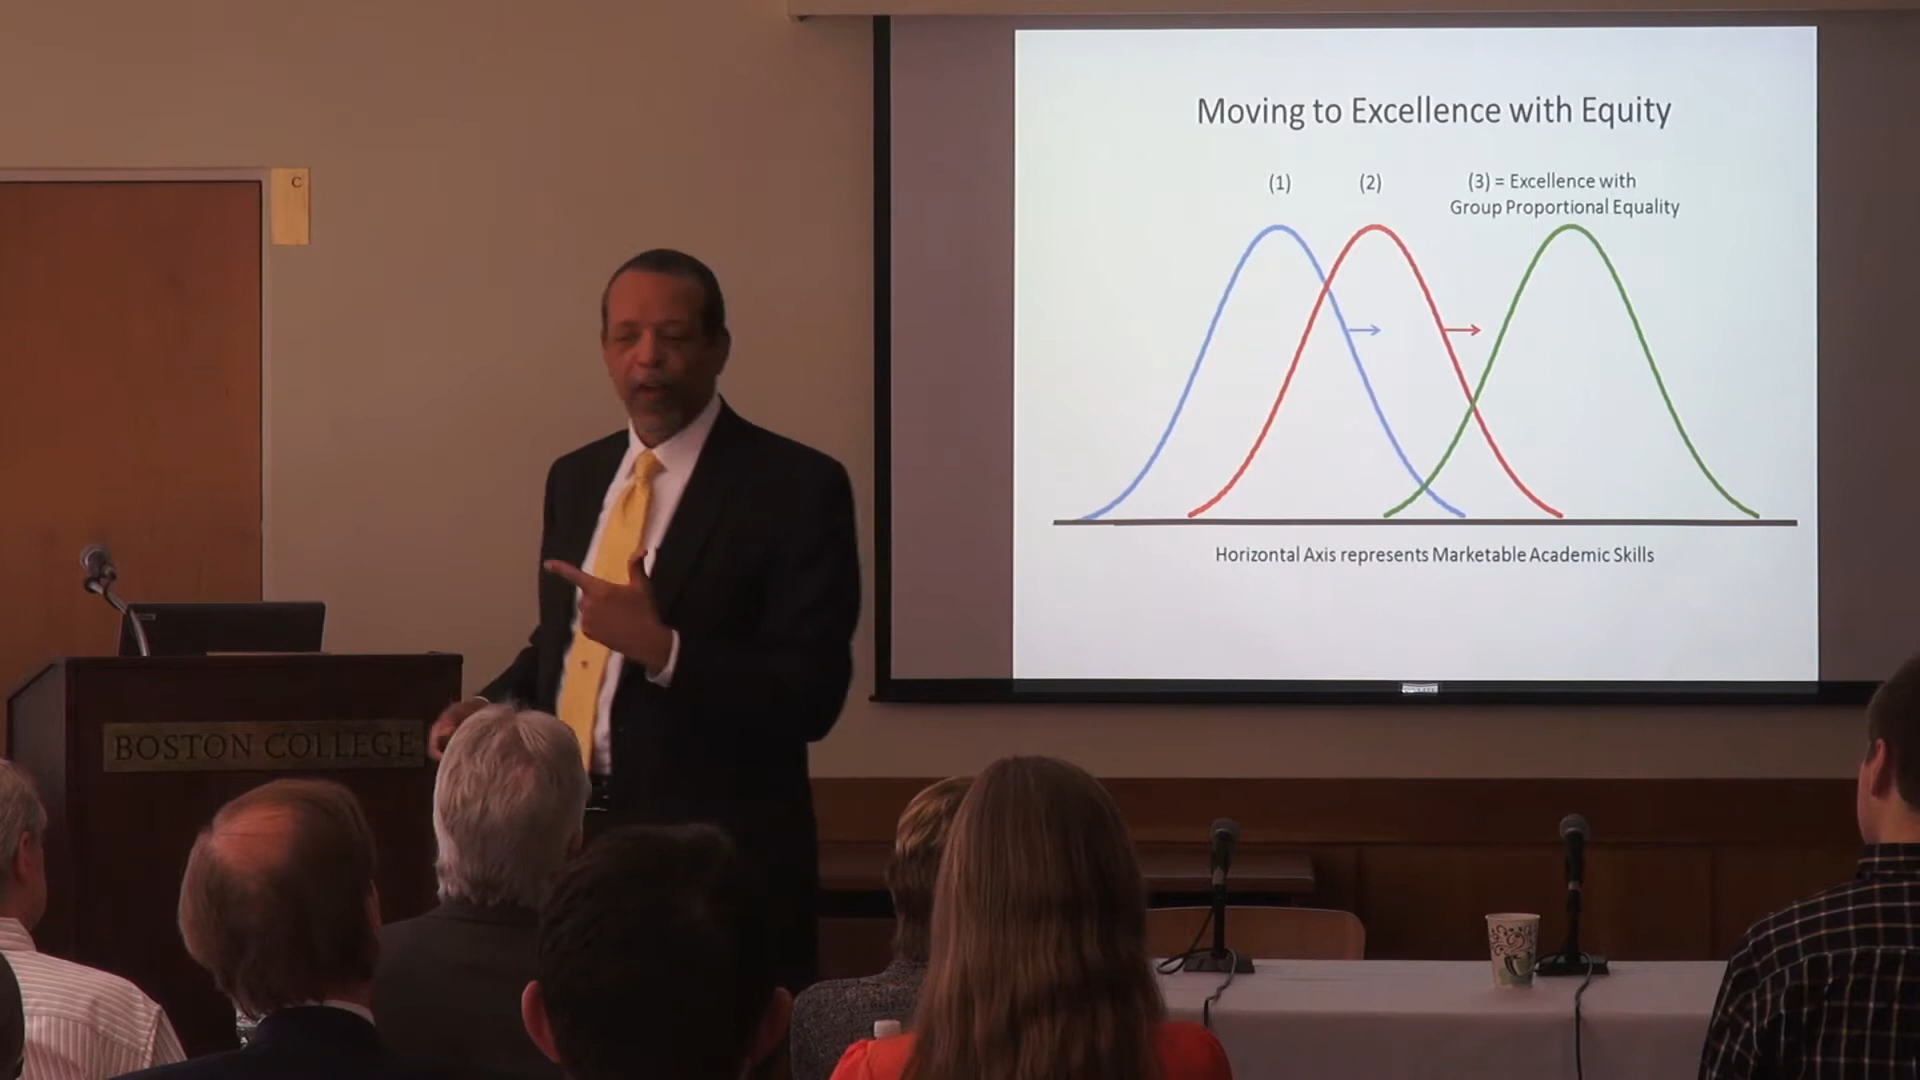 C
Moving to Excellence with Equity
(1)
(2)
(3) = Excellence with
Group Proportional Equality
Horizontal Axis represents Marketable Academic Skills
BOSTON COLLEGE